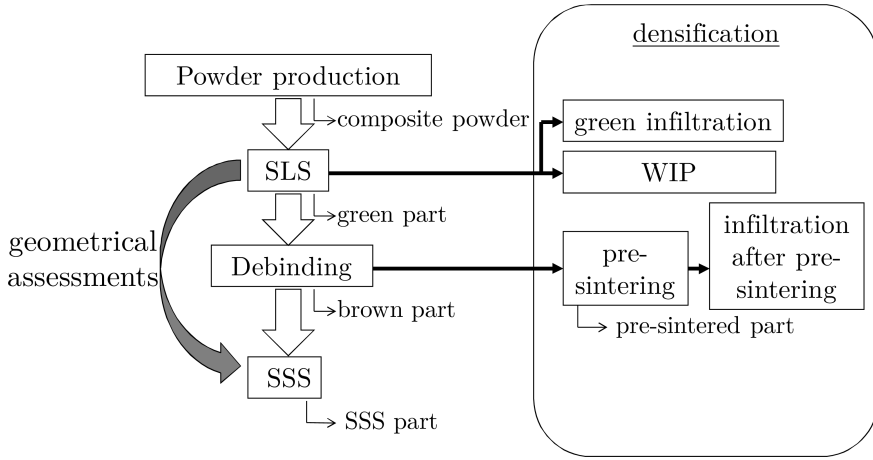 densification
Powder production
composite powder
green infiltration
SLS
WIP
green part
geometrical
assessments
Debinding
pre-
sintering
infiltration
after pre-
sintering
brown part
pre-sintered part
SSS
SSS part